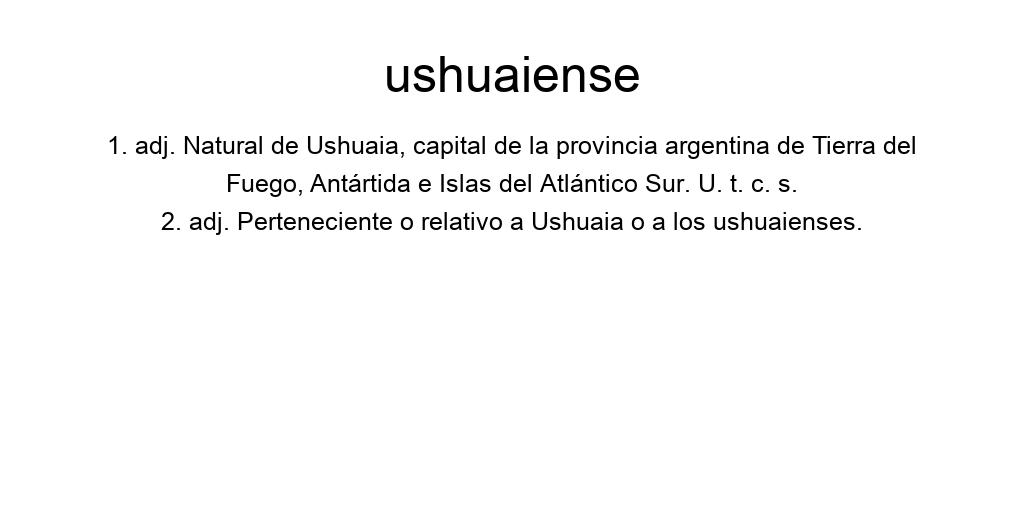 ushuaiense
1. adj. Natural de Ushuaia, capital de la provincia argentina de Tierra del
Fuego, Antártida e Islas del Atlántico Sur. U. t. c. s.
2. adj. Perteneciente o relativo a Ushuaia o a los ushuaienses.